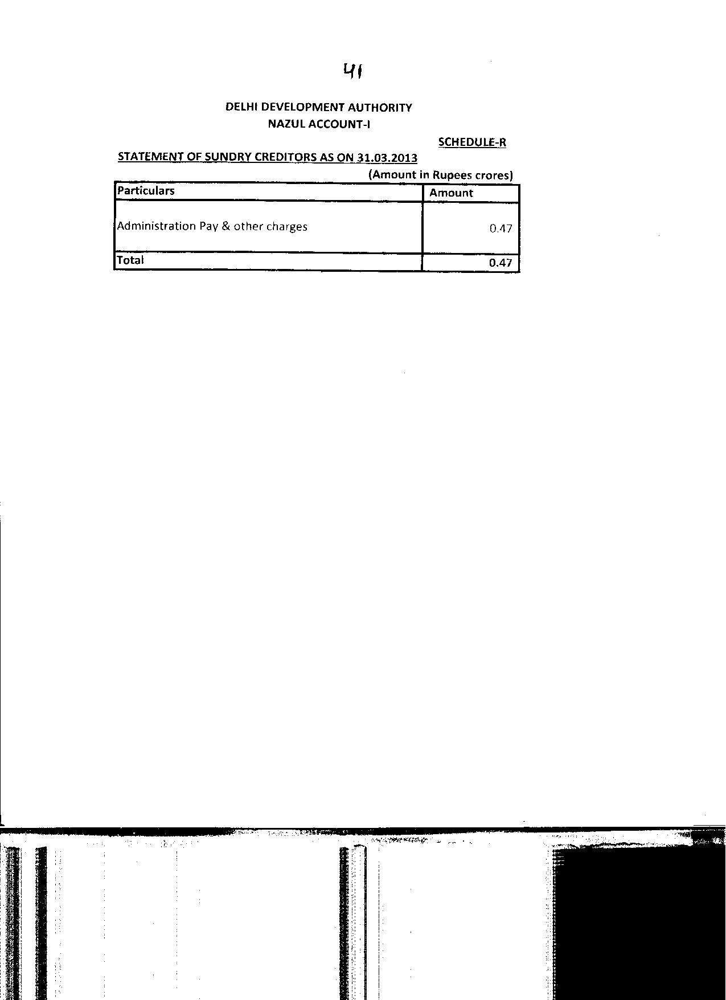 41
DELHI DEVELOPMENT AUTHORITY
NAZUL ACCOUNT-I
SCHEDULE-R
STATEMENT OF SUNDRY CREDITORS AS ON 31.03.2013
(Amount in Rupees crores)
Particulars Amount
Administration Pay & other charges 0.47
Total 0.47